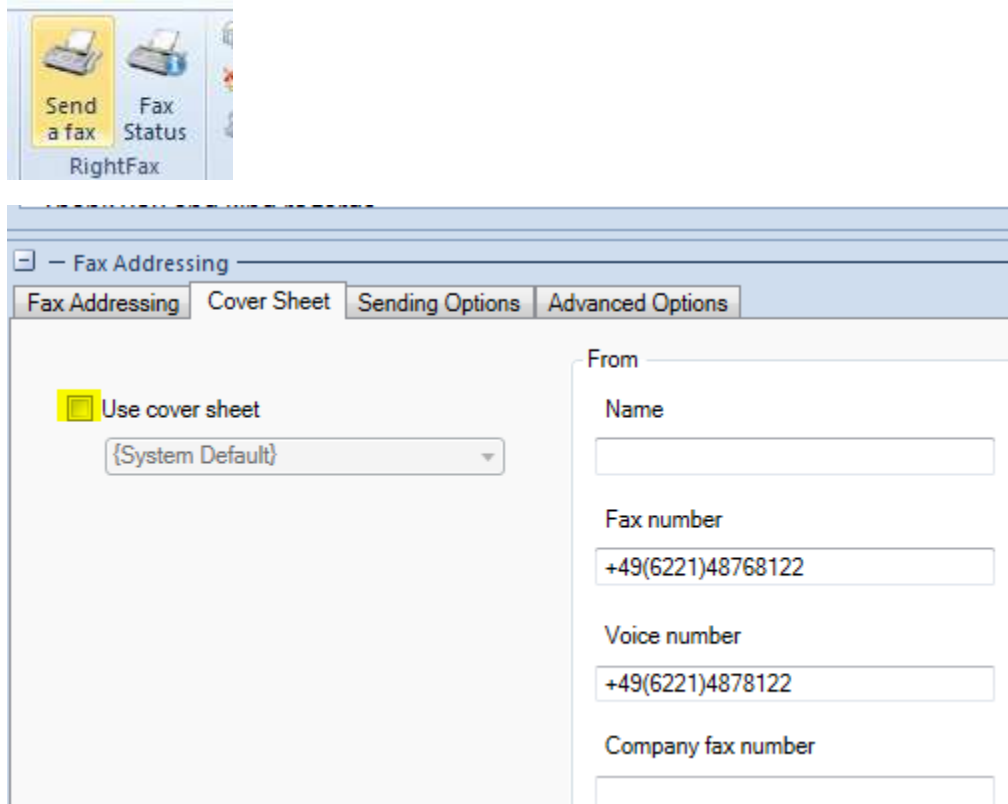 Send Fax
a fax Status
RightFax
Fax Addressing
Fax Addressing Cover Sheet Sending Options Advanced Options
From
Use cover sheet Name
{System Default}
Fax number
+49(6221)48768122
Voice number
+49(6221)4878122
Company fax number